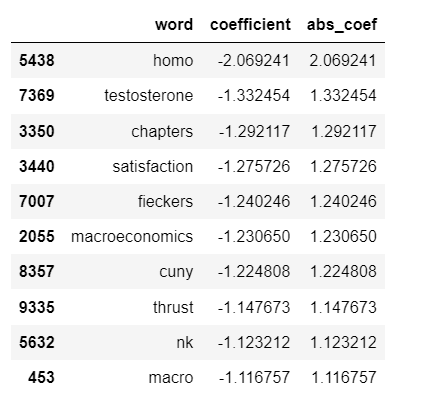 word coefficient abs_coef
5438 homo -2.069241 2.069241
7369 testosterone -1.332454 1.332454
3350 chapters -1.292117 1.292117
3440 satisfaction -1.275726 1.275726
7007 fieckers -1.240246 1.240246
2055 macroeconomics -1.230650 1.230650
8357 cuny -1.224808 1.224808
9335 thrust -1.147673 1.147673
5632 nk -1.123212 1.123212
453 macro -1.116757 1.116757